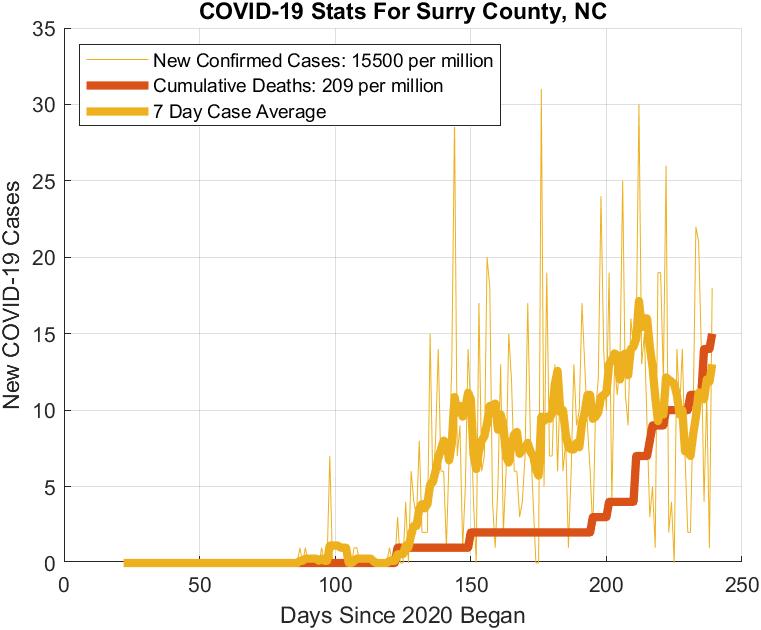 COVID-19 Stats For Surry County, NC
New Confirmed Cases: 15500 per million
Cumulative Deaths: 209 per million
7 Day Case Average
New COVID-19 Cases
35
30
25
20
15
10
5
0
0 50 100 150 200 250
Days Since 2020 Began